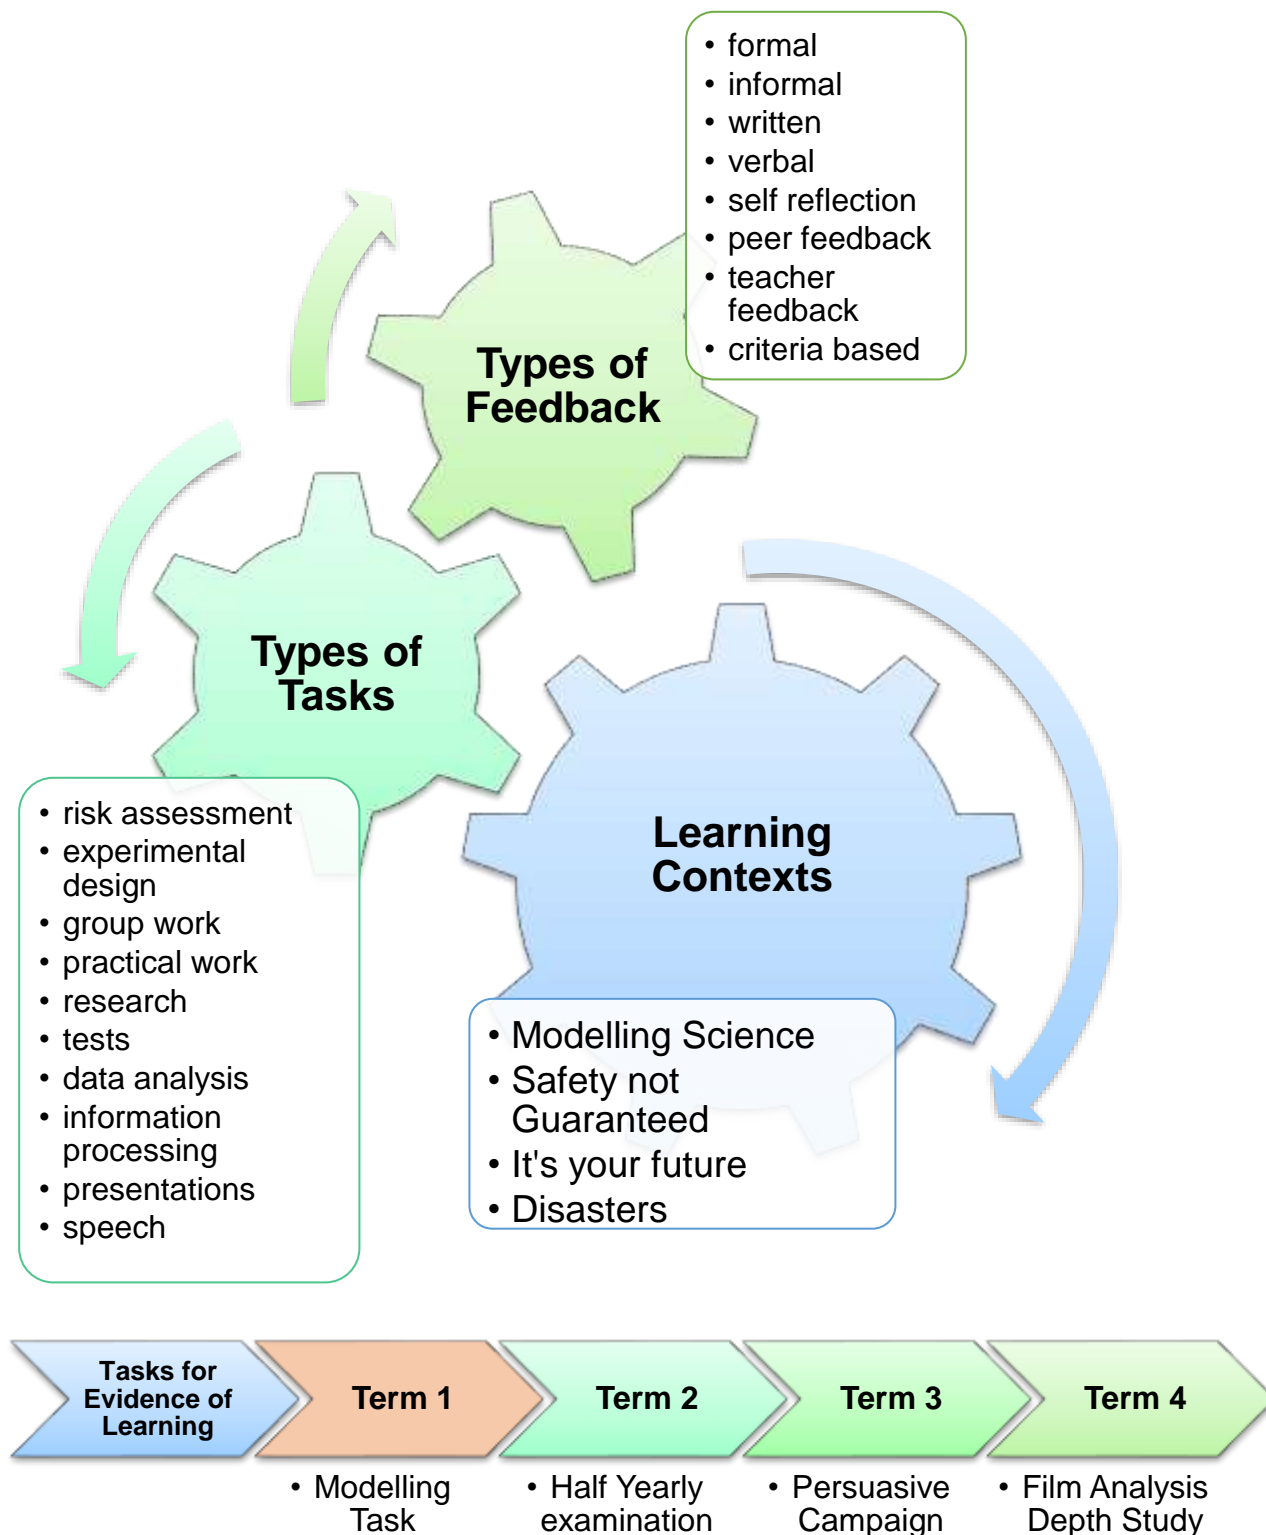 • formal
• informal
• written
• verbal
• self reflection
• peer feedback
• teacher
feedback
• criteria based
Types of
Feedback
Types of
Tasks
• risk assessment
• experimental
design
• group work
• practical work
• research
• tests
• data analysis
• information
processing
• presentations
• speech
Learning
Contexts
• Modelling Science
• Safety not
Guaranteed
• It's your future
• Disasters
Tasks for
Evidence of
Learning
Term 1
• Modelling
Task
Term 2
• Half Yearly
examination
Term 3
• Persuasive
Campaign
Term 4
• Film Analysis
Depth Study